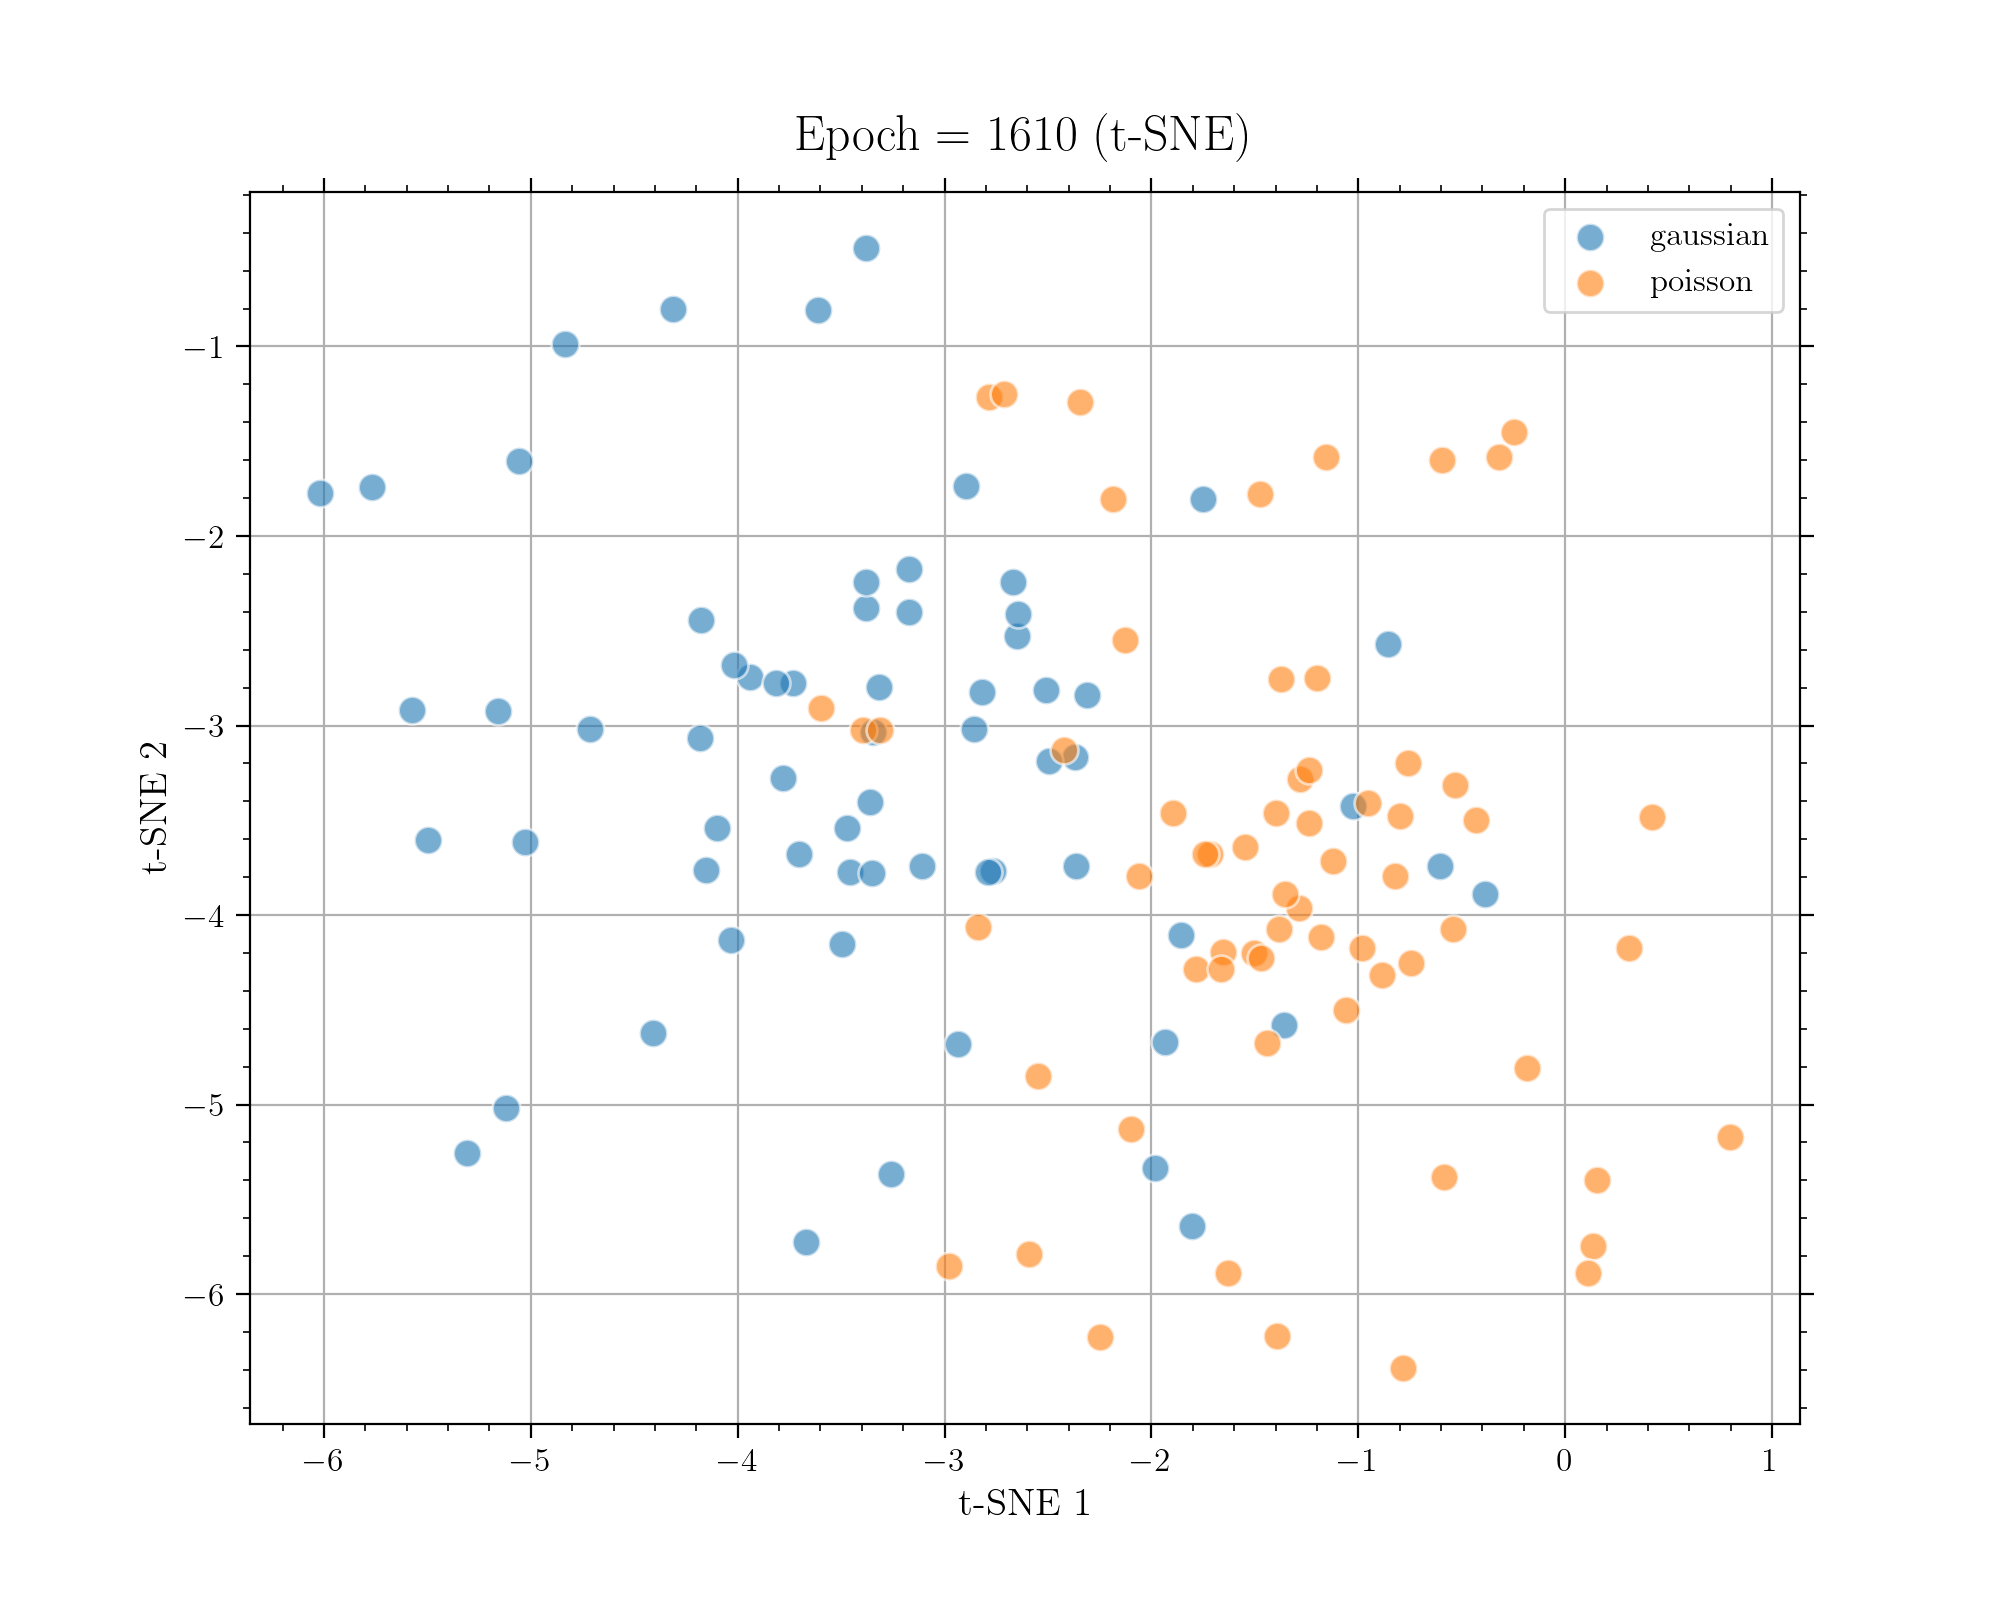 Epoch = 1610 (t-SNE)
gaussian
poisson
−1
−2
−3
−4
−5
−6
t-SNE 2
−6 −5 −4 −3 −2 −1 0 1
t-SNE 1